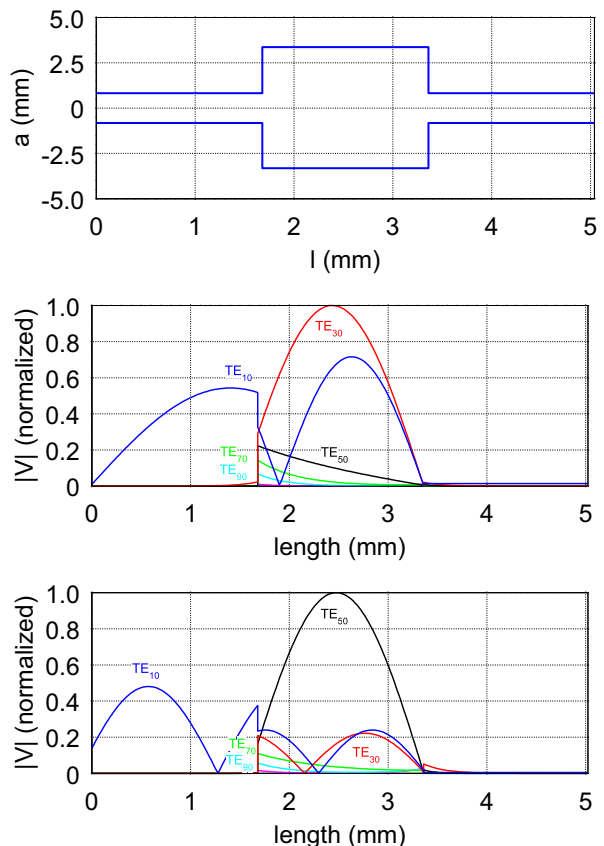 5.0
2.5
0
-2.5
-5.0
a (mm)
0 1 2 3 4 5
l (mm)
1.0
0.8
0.6
0.4
0.2
0
|V| (normalized)
TE30
TE10
TE50
TE70
TE90
0 1 2 3 4 5
length (mm)
1.0
0.8
0.6
0.4
0.2
0
|V| (normalized)
TE50
TE10
TE70
TE30
TE90
0 1 2 3 4 5
length (mm)